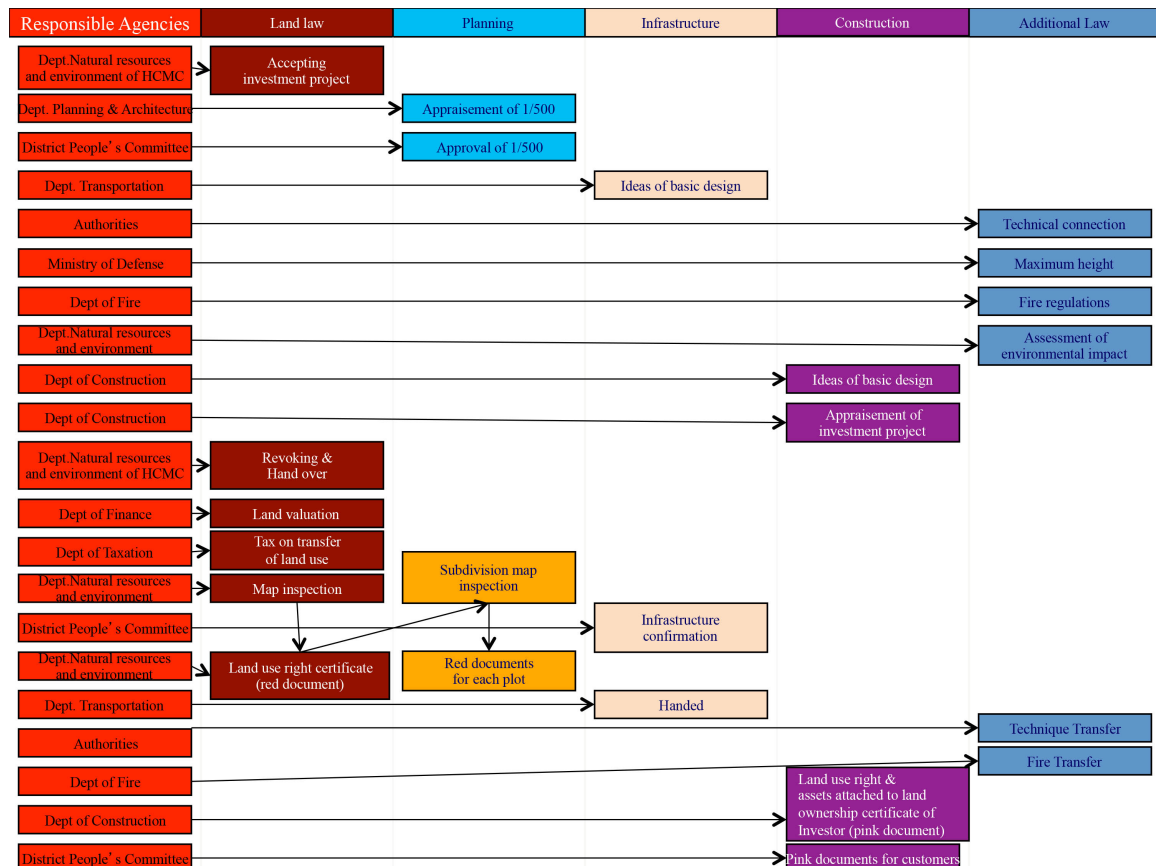 Responsible Agencies
Land law
Planning
Infrastructure
Construction
Additional Law
Dept.Natural resources
and environment of HCMC
Accepting
investment project
Dept. Planning & Architecture
Appraisement of 1/500
District People's Committee
Approval of 1/500
Dept. Transportation
Ideas of basic design
Authorities
Technical connection
Ministry of Defense
Maximum height
Dept of Fire
Fire regulations
Dept.Natural resources
and environment
Assessment of
environmental impact
Dept of Construction
Ideas of basic design
Dept of Construction
Appraisement of
investment project
Dept.Natural resources
and environment of HCMC
Revoking &
Hand over
Dept of Finance
Land valuation
Dept of Taxation
Tax on transfer
of land use
Subdivision map
inspection
Dept.Natural resources
and environment
Map inspection
District People's Committee
Infrastructure
confirmation
Dept.Natural resources
and environment
Land use right certificate
(red document)
Red documents
for each plot
Dept. Transportation
Handed
Authorities
Technique Transfer
Dept of Fire
Fire Transfer
Dept of Construction
Land use right &
assets attached to land
ownership certificate of
Investor (pink document)
District People's Committee
Pink documents for customers